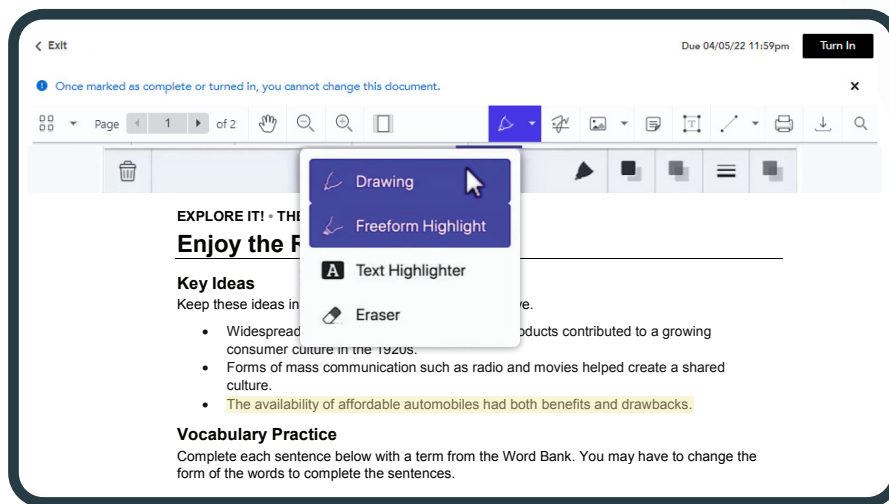 Exit
Due 04/05/22 11:59pm
Turn In
Once marked as complete or turned in, you cannot change this document.
x
Page
1
of 2
T
Drawing
Freeform Highlight
A Text Highlighter
Eraser
EXPLORE IT! • THE
Enjoy the
Key Ideas
Keep these ideas in
ve.
• Widespread
oducts contributed to a growing
consumer culture in the 1920s.
• Forms of mass communication such as radio and movies helped create a shared
culture.
• The availability of affordable automobiles had both benefits and drawbacks.
Vocabulary Practice
Complete each sentence below with a term from the Word Bank. You may have to change the
form of the words to complete the sentences.